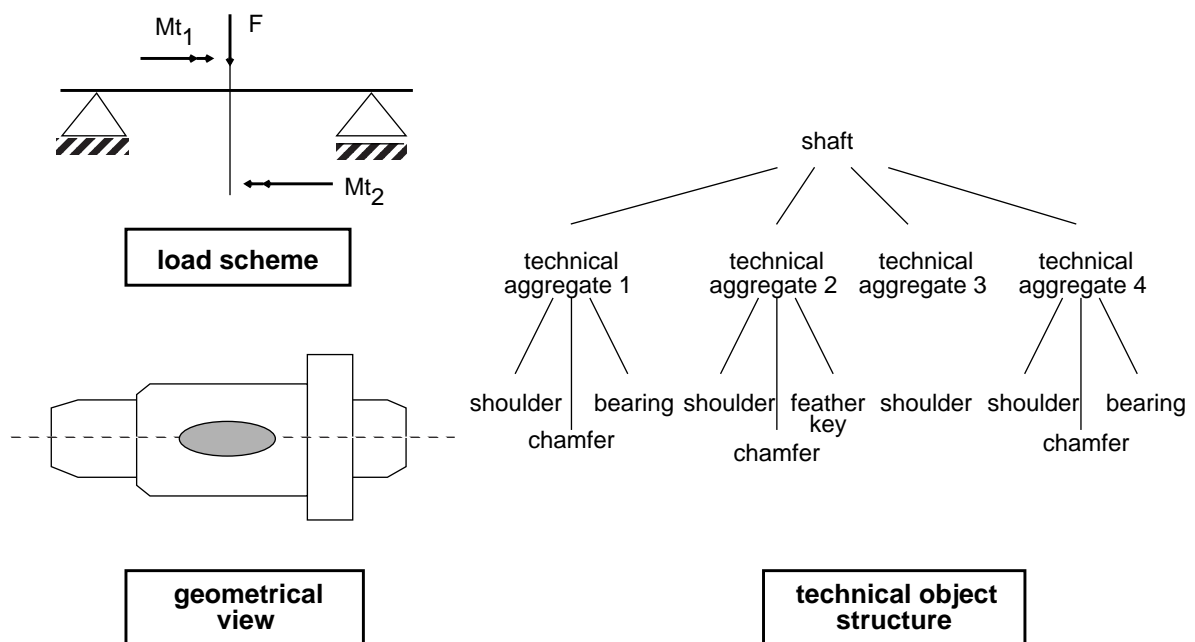 Mt1
F
Mt2
load scheme
shaft
technical
aggregate 1
technical
aggregate 2
technical
aggregate 3
technical
aggregate 4
shoulder
chamfer
bearing
shoulder
chamfer
feather
key
shoulder
shoulder
chamfer
bearing
geometrical
view
technical object
structure